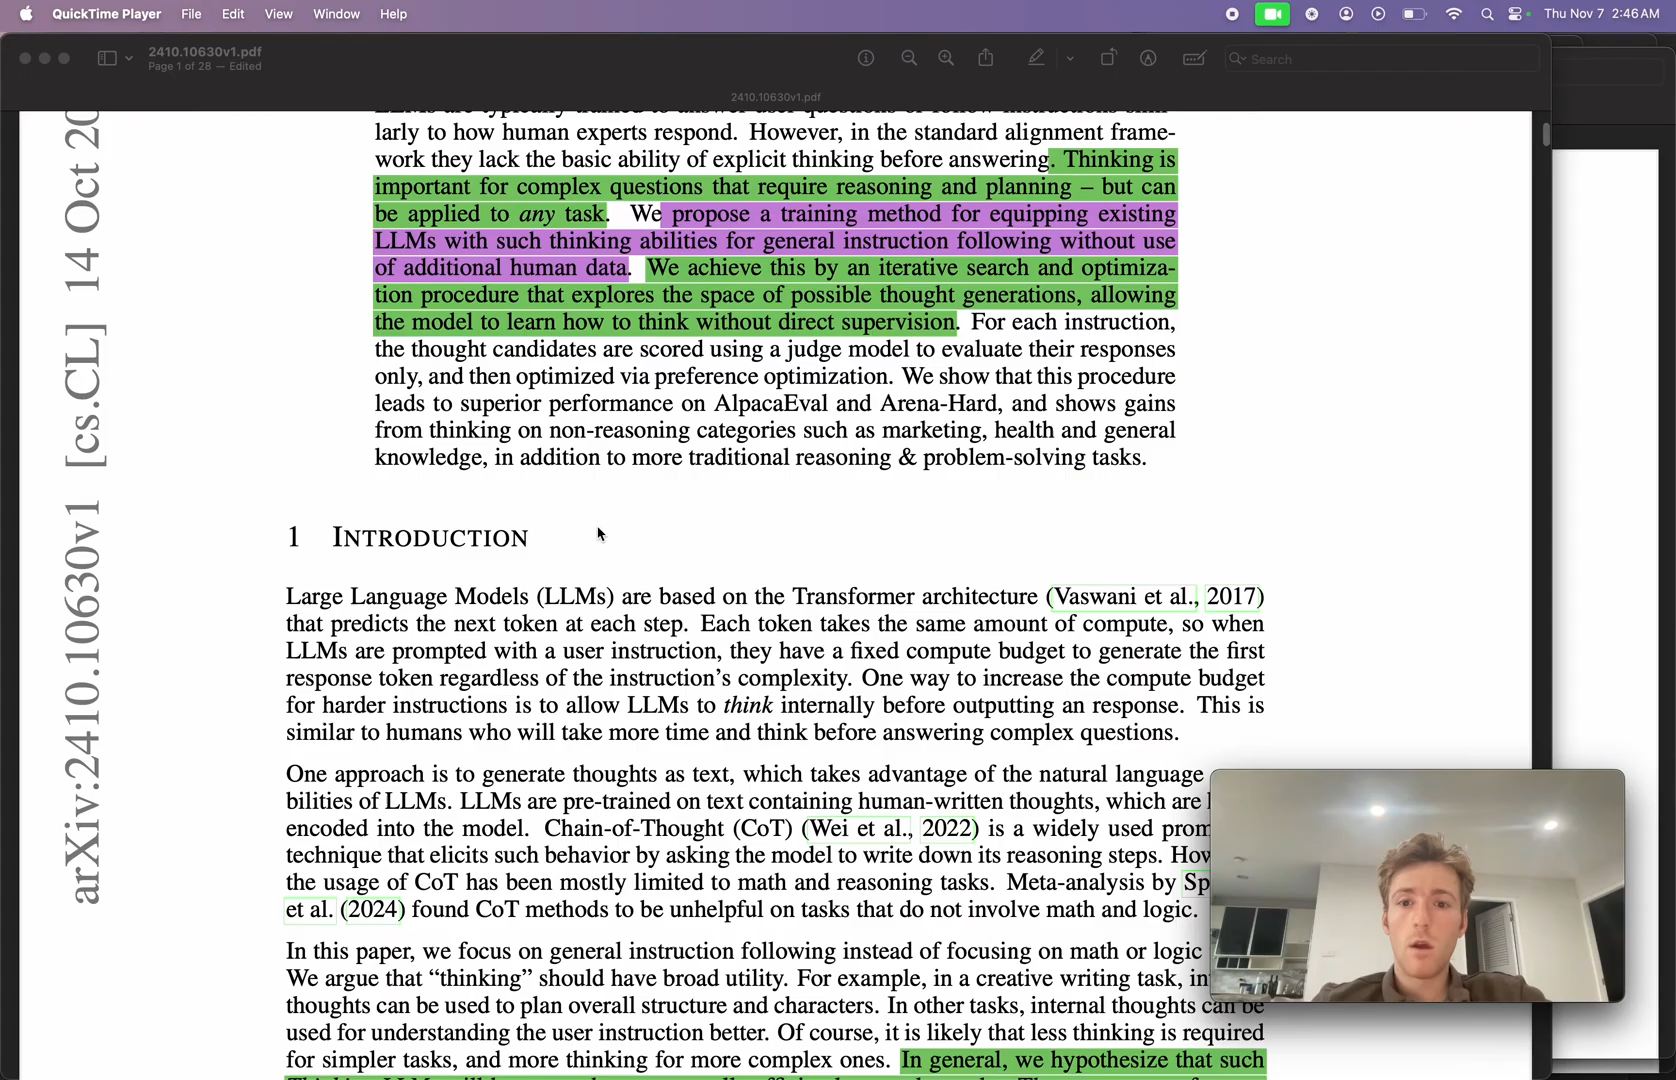 QuickTime Player File Edit View Window Help
Thu Nov 7 2:46 AM
2410.10630v1.pdf
Page 1 of 28 — Edited
Search
2410.10630v1.pdf
LLMs are typically trained to answer user questions or follow instructions simi-
larly to how human experts respond. However, in the standard alignment frame-
work they lack the basic ability of explicit thinking before answering. Thinking is
important for complex questions that require reasoning and planning – but can
be applied to any task. We propose a training method for equipping existing
LLMs with such thinking abilities for general instruction following without use
of additional human data. We achieve this by an iterative search and optimiza-
tion procedure that explores the space of possible thought generations, allowing
the model to learn how to think without direct supervision. For each instruction,
the thought candidates are scored using a judge model to evaluate their responses
only, and then optimized via preference optimization. We show that this procedure
leads to superior performance on AlpacaEval and Arena-Hard, and shows gains
from thinking on non-reasoning categories such as marketing, health and general
knowledge, in addition to more traditional reasoning & problem-solving tasks.
arXiv:2410.10630v1 [cs.CL] 14 Oct 20
1 INTRODUCTION
Large Language Models (LLMs) are based on the Transformer architecture (Vaswani et al., 2017)
that predicts the next token at each step. Each token takes the same amount of compute, so when
LLMs are prompted with a user instruction, they have a fixed compute budget to generate the first
response token regardless of the instruction's complexity. One way to increase the compute budget
for harder instructions is to allow LLMs to think internally before outputting an response. This is
similar to humans who will take more time and think before answering complex questions.
One approach is to generate thoughts as text, which takes advantage of the natural language
bilities of LLMs. LLMs are pre-trained on text containing human-written thoughts, which are
encoded into the model. Chain-of-Thought (CoT) (Wei et al., 2022) is a widely used prom
technique that elicits such behavior by asking the model to write down its reasoning steps. How
the usage of CoT has been mostly limited to math and reasoning tasks. Meta-analysis by Sp
et al. (2024) found CoT methods to be unhelpful on tasks that do not involve math and logic.
In this paper, we focus on general instruction following instead of focusing on math or logic
We argue that “thinking” should have broad utility. For example, in a creative writing task, in
thoughts can be used to plan overall structure and characters. In other tasks, internal thoughts can be
used for understanding the user instruction better. Of course, it is likely that less thinking is required
for simpler tasks, and more thinking for more complex ones. In general, we hypothesize that such